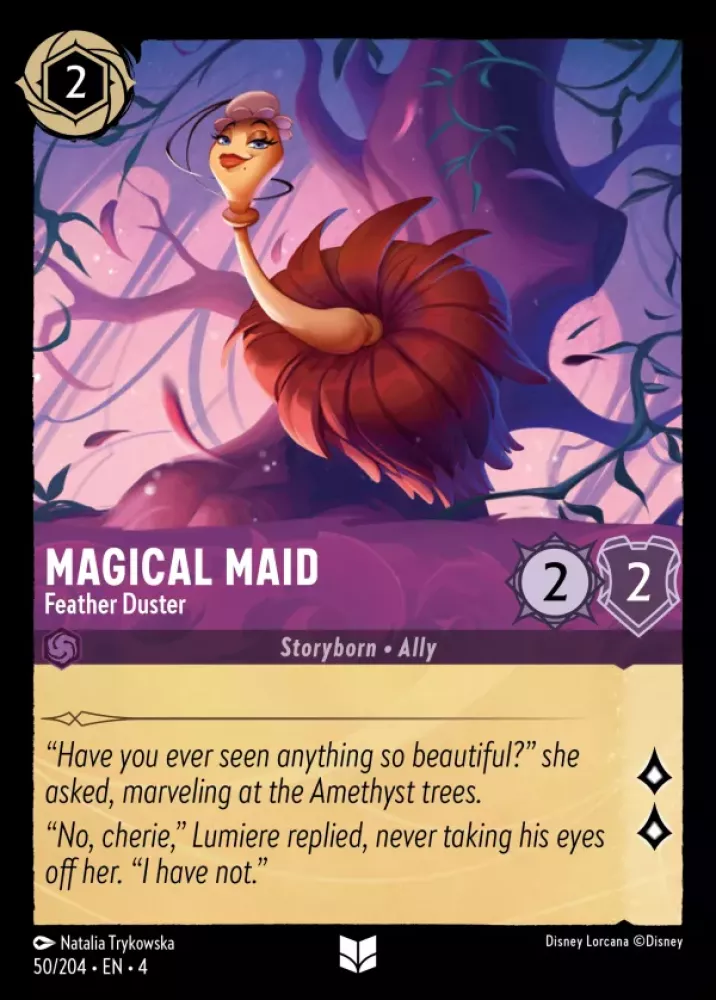 2
MAGICAL MAID
Feather Duster
2
2
Storyborn • Ally
“Have you ever seen anything so beautiful?” she
asked, marveling at the Amethyst trees.
“No, cherie,” Lumiere replied, never taking his eyes
off her. “I have not.”
Natalia Trykowska
Disney Lorcana ©Disney
50/204 • EN • 4